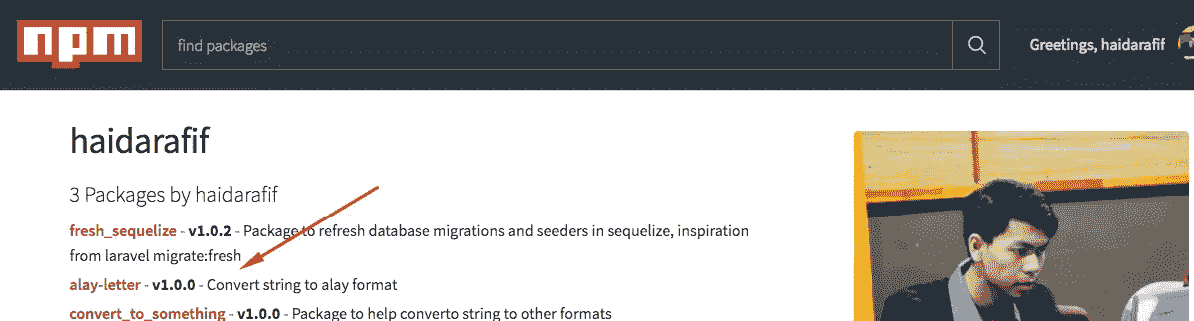 npm
find packages
Greetings, haidarafif
haidarafif
3 Packages by haidarafif
fresh_sequelize - v1.0.2 - Package to refresh database migrations and seeders in sequelize, inspiration
from laravel migrate:fresh
alay-letter - v1.0.0 - Convert string to alay format
convert_to_something - v1.0.0 - Package to help converto string to other formats